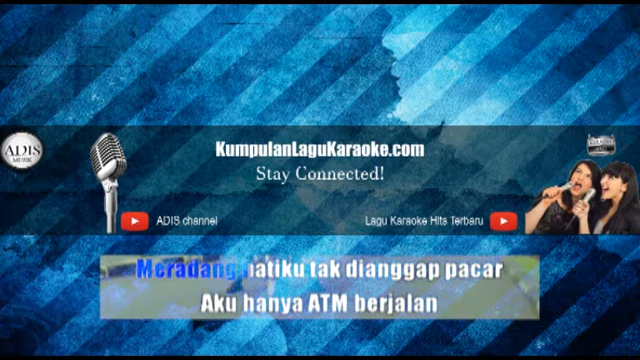 KumpulanLaguKaraoke.com
Stay Connected!
ADIS
MUSIK
ADIS channel
Lagu Karaoke Hits Terbaru
Meradang hatiku tak dianggap pacar
Aku hanya ATM berjalan